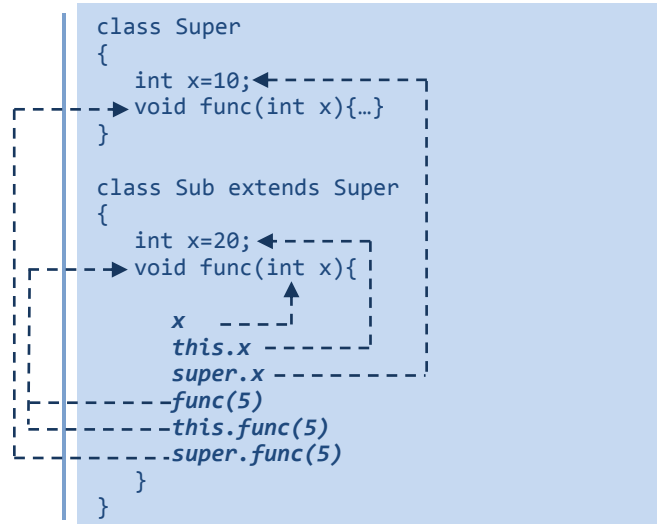 class Super
{
int x=10;
void func(int x){…}
}
class Sub extends Super
{
int x=20;
void func(int x){
x
this.x
super.x
func(5)
this.func(5)
super.func(5)
}
}